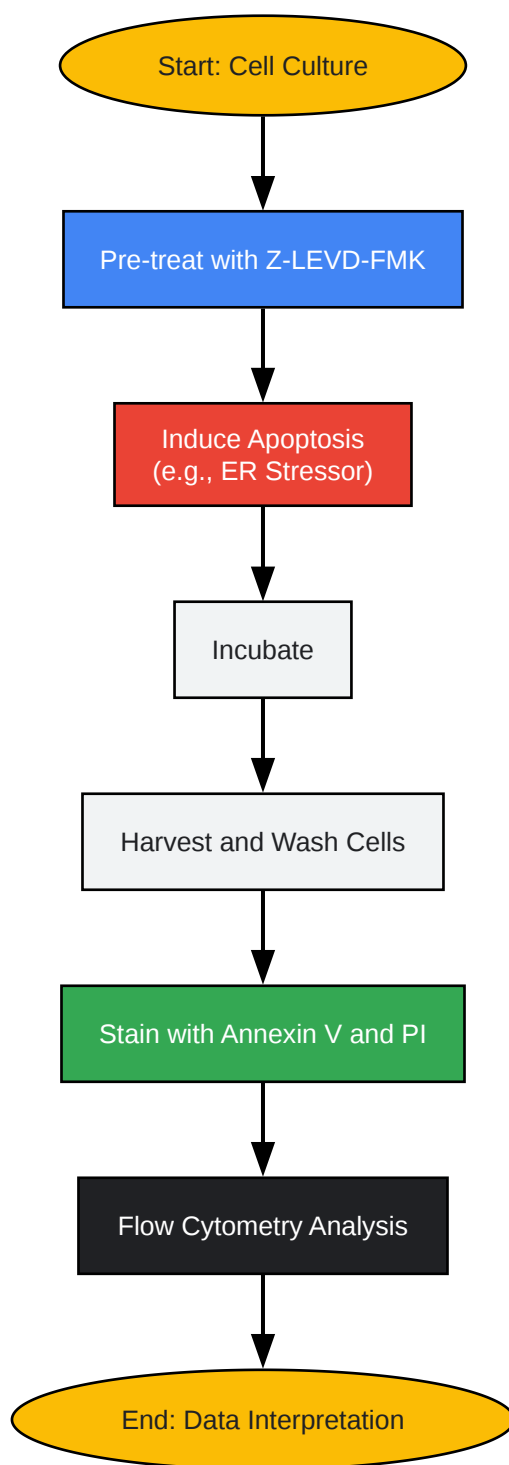 Start: Cell Culture
Pre-treat with Z-LEVD-FMK
Induce Apoptosis
(e.g., ER Stressor)
Incubate
Harvest and Wash Cells
Stain with Annexin V and PI
Flow Cytometry Analysis
End: Data Interpretation